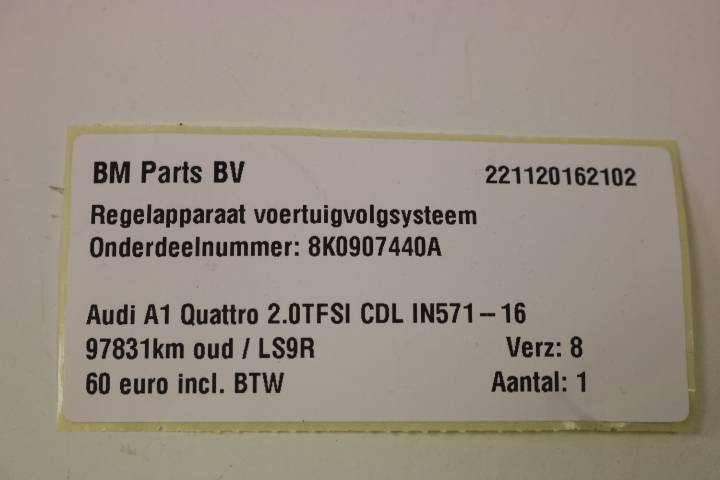 BM Parts BV 221120162102
Regelapparaat voertuigvolgsysteem
Onderdeelnummer: 8K0907440A
Audi A1 Quattro 2.0TFSI CDL IN571-16
97831km oud / LS9R Verz: 8
60 euro incl. BTW Aantal: 1